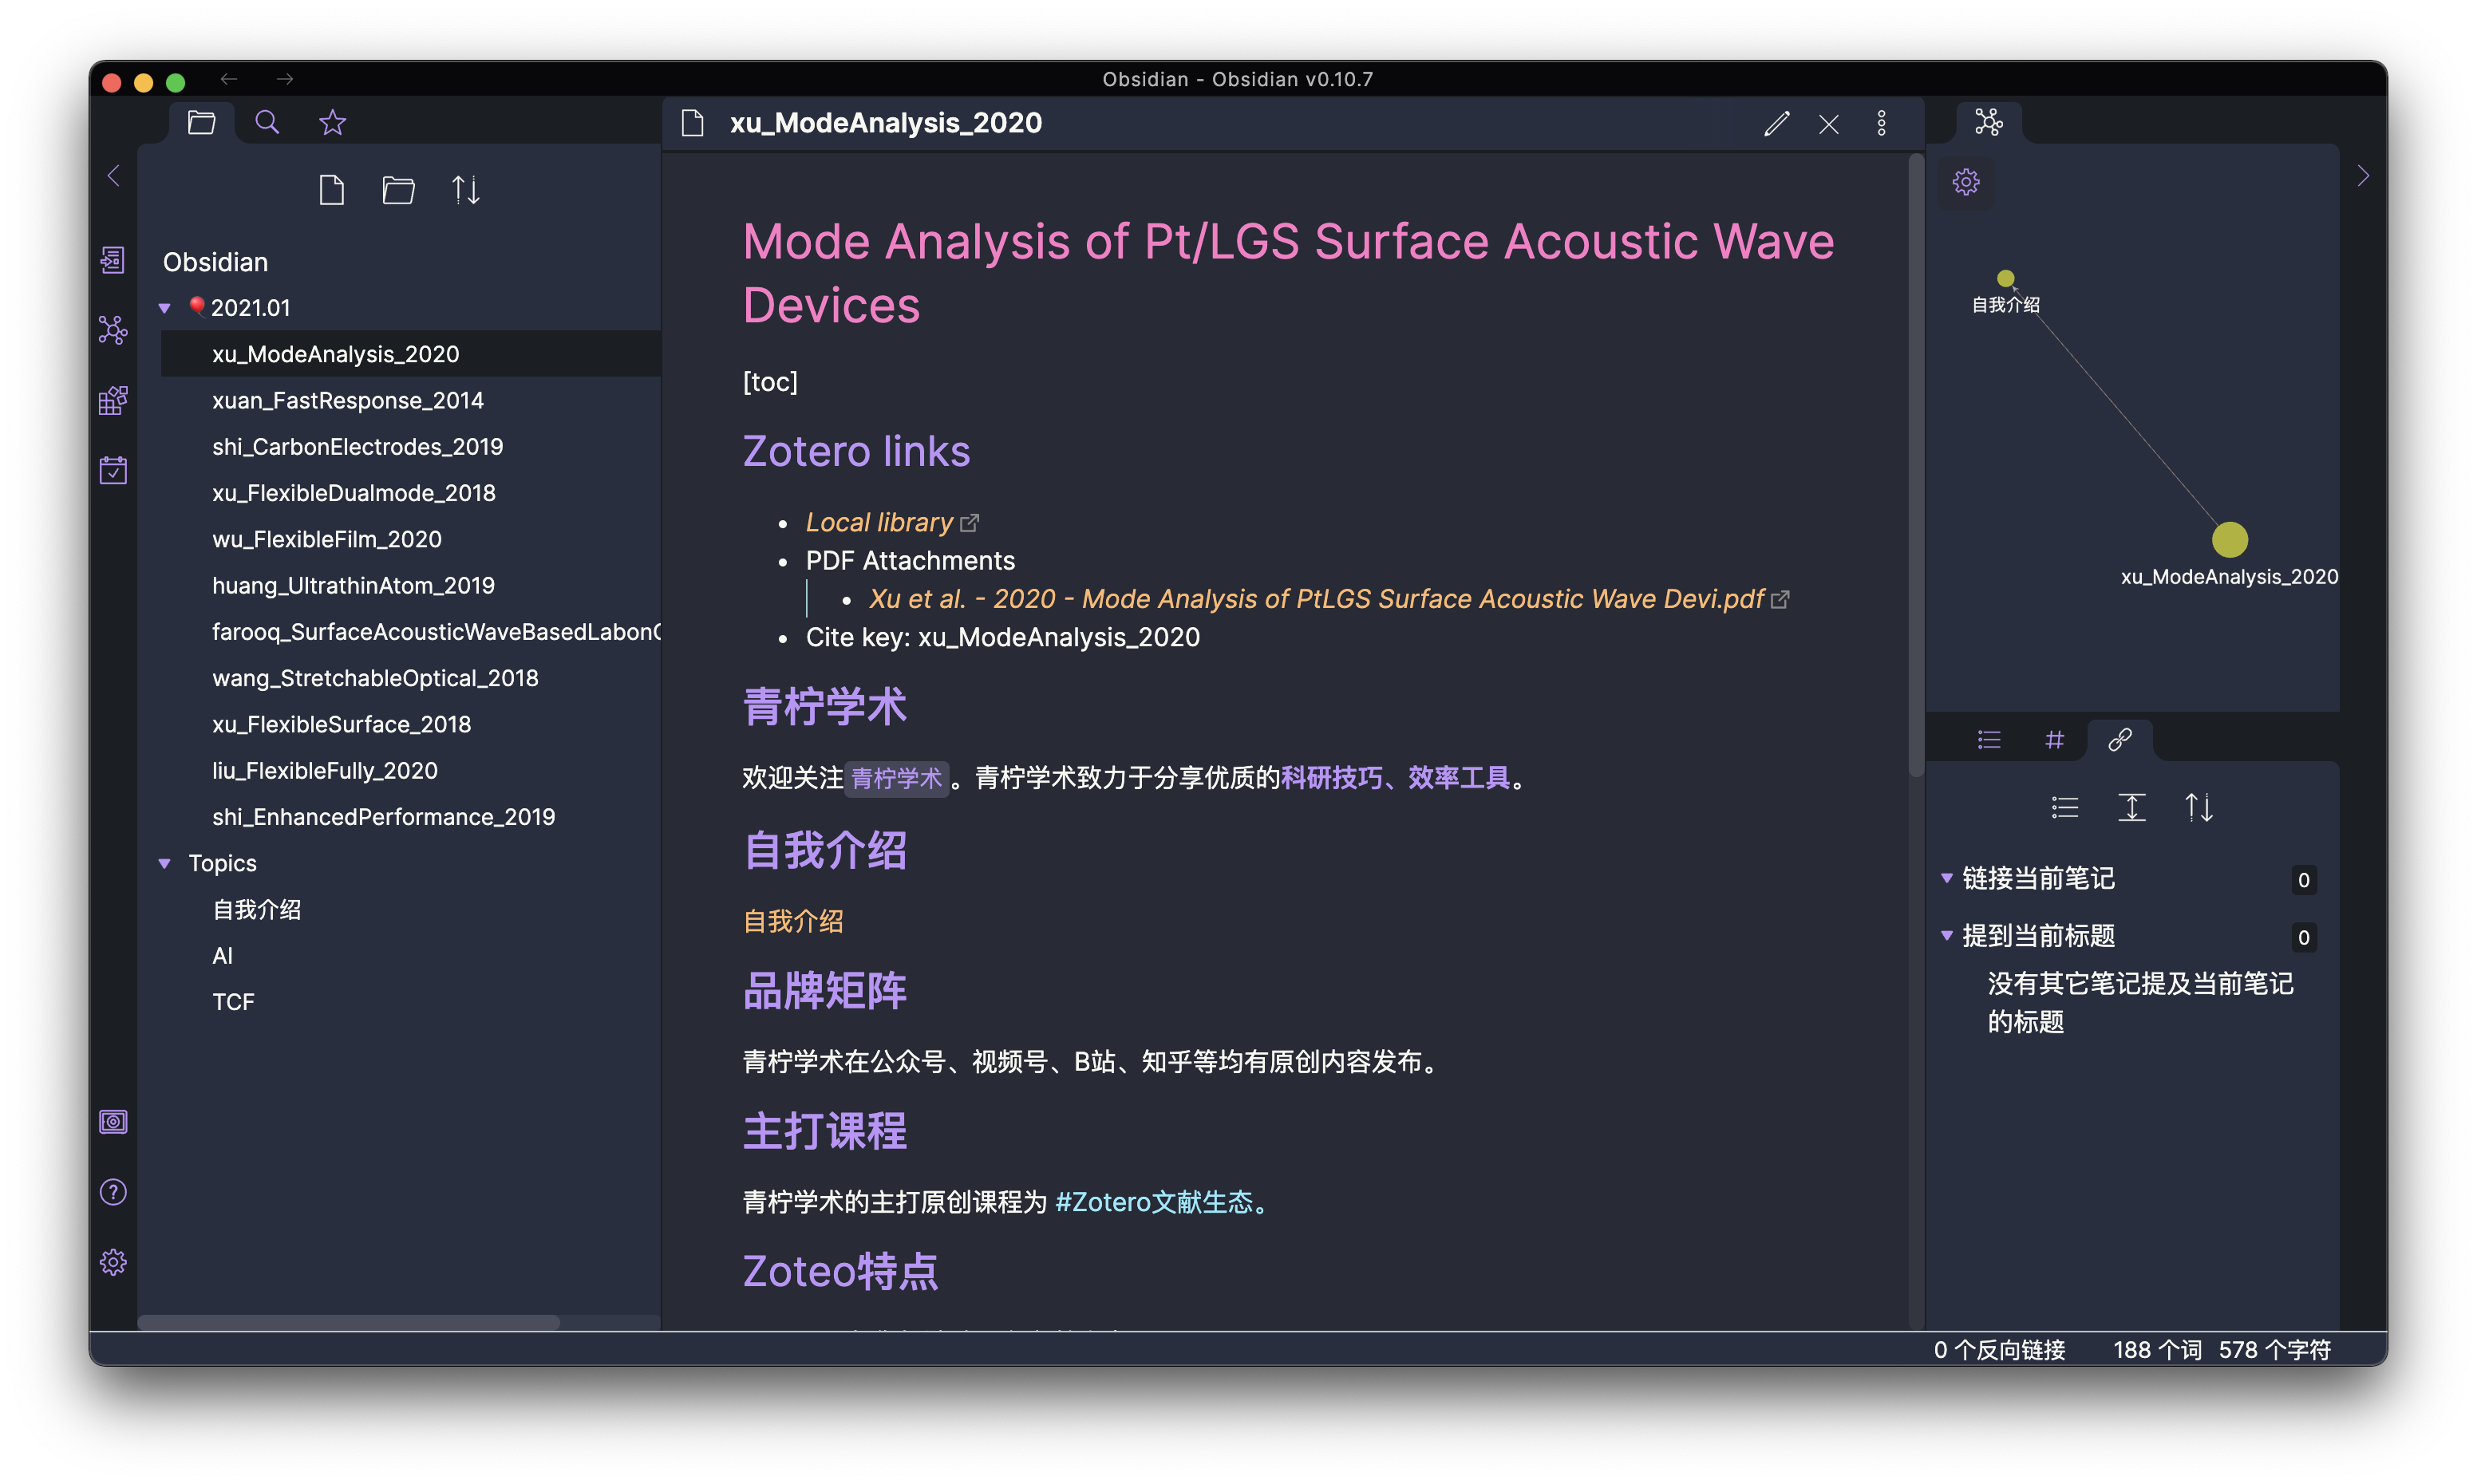 Obsidian - Obsidian v0.10.7
xu_ModeAnalysis_2020
Obsidian
2021.01
xu_ModeAnalysis_2020
xuan_FastResponse_2014
shi_CarbonElectrodes_2019
xu_FlexibleDualmode_2018
wu_FlexibleFilm_2020
huang_UltrathinAtom_2019
farooq_SurfaceAcousticWaveBasedLabon
wang_StretchableOptical_2018
xu_FlexibleSurface_2018
liu_FlexibleFully_2020
shi_EnhancedPerformance_2019
Topics
自我介绍
AI
TCF
Mode Analysis of Pt/LGS Surface Acoustic Wave
Devices
[toc]
Zotero links
Local library
PDF Attachments
Xu et al. - 2020 - Mode Analysis of PtLGS Surface Acoustic Wave Devi.pdf
Cite key: xu_ModeAnalysis_2020
青柠学术
欢迎关注青柠学术。青柠学术致力于分享优质的科研技巧、效率工具。
自我介绍
自我介绍
品牌矩阵
青柠学术在公众号、视频号、B站、知乎等均有原创内容发布。
主打课程
青柠学术的主打原创课程为 #Zotero文献生态。
Zoteo特点
自我介绍
xu_ModeAnalysis_2020
链接当前笔记 0
提到当前标题 0
没有其它笔记提及当前笔记
的标题
0 个反向链接 188 个词 578 个字符